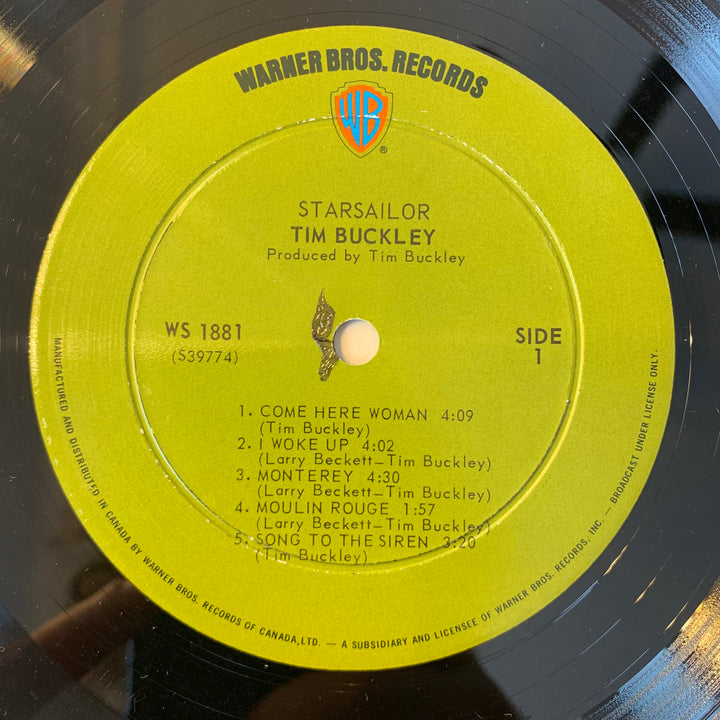 WARNER BROS. RECORDS
WB
®
STARSAILOR
TIM BUCKLEY
Produced by Tim Buckley
WS 1881
(S39774)
SIDE
1
1. COME HERE WOMAN 4:09
(Tim Buckley)
2. I WOKE UP 4:02
(Larry Beckett—Tim Buckley)
3. MONTEREY 4:30
(Larry Beckett—Tim Buckley)
4. MOULIN ROUGE 1:57
(Larry Beckett—Tim Buckley)
5. SONG TO THE SIREN 3:20
(Tim Buckley)
MANUFACTURED AND DISTRIBUTED IN CANADA BY WARNER BROS. RECORDS OF CANADA, LTD. — A SUBSIDIARY AND LICENSEE OF WARNER BROS. RECORDS, INC. — BROADCAST UNDER LICENSE ONLY.